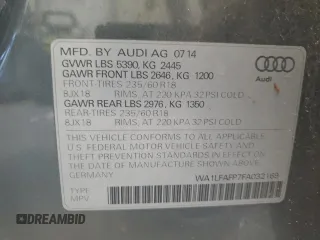 MFD. BY AUDI AG 07 14
GVWR LBS 5390, KG 2445
GAWR FRONT LBS 2646, KG 1200
FRONT-TIRES 235/60 R18
8JX18 RIMS, AT 220 KPA 32 PSI COLD
GAWR REAR LBS 2976, KG 1350
REAR-TIRES 235/60 R18
8JX18 RIMS, AT 220 KPA 32 PSI COLD
Audi
THIS VEHICLE CONFORMS TO ALL APPLICABLE
U.S FEDERAL MOTOR VEHICLE SAFETY STANDARDS
IN EFFECT ON THE DATE OF MANUFACTURE
SHOWN ABOVE.
GERMANY
TYPE:
MPV
DREAMBID